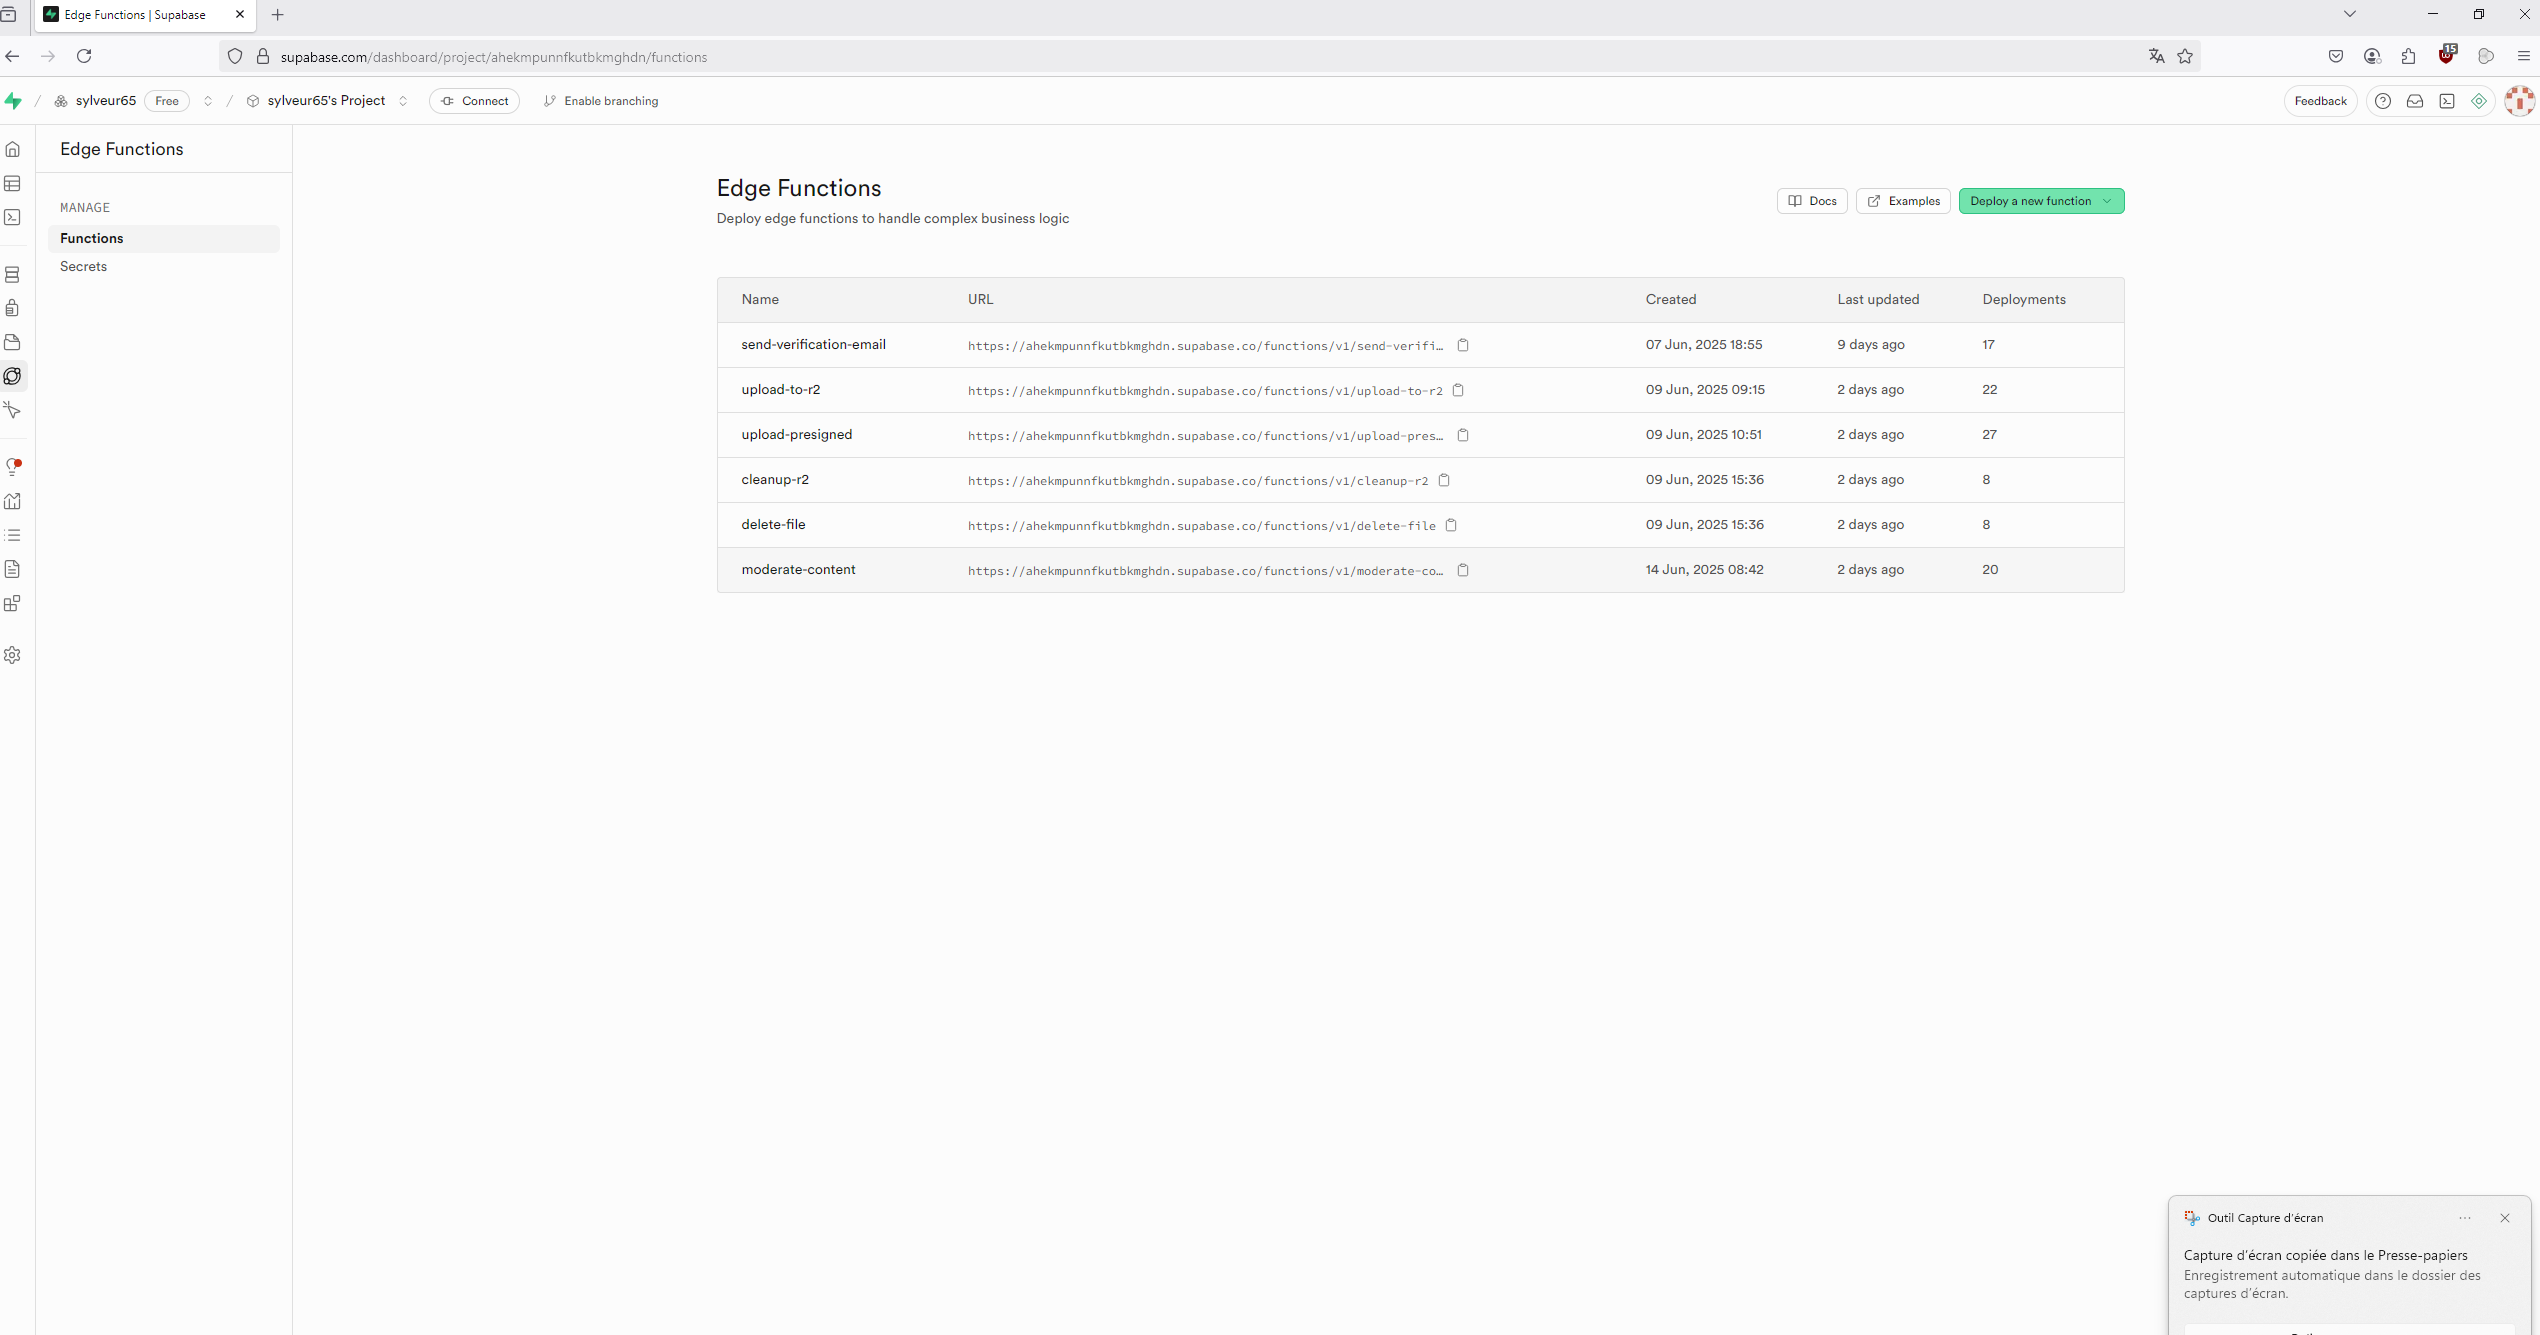 Edge Functions | Supabase
supabase.com/dashboard/project/ahekmpunnfkutbkmghdn/functions
15
sylveur65 Free sylveur65's Project Connect Enable branching Feedback
Edge Functions
MANAGE
Functions
Secrets
Edge Functions
Deploy edge functions to handle complex business logic
Docs Examples Deploy a new function
Name URL Created Last updated Deployments
send-verification-email https://ahekmpunnfkutbkmghdn.supabase.co/functions/v1/send-verifi… 07 Jun, 2025 18:55 9 days ago 17
upload-to-r2 https://ahekmpunnfkutbkmghdn.supabase.co/functions/v1/upload-to-r2 09 Jun, 2025 09:15 2 days ago 22
upload-presigned https://ahekmpunnfkutbkmghdn.supabase.co/functions/v1/upload-pres… 09 Jun, 2025 10:51 2 days ago 27
cleanup-r2 https://ahekmpunnfkutbkmghdn.supabase.co/functions/v1/cleanup-r2 09 Jun, 2025 15:36 2 days ago 8
delete-file https://ahekmpunnfkutbkmghdn.supabase.co/functions/v1/delete-file 09 Jun, 2025 15:36 2 days ago 8
moderate-content https://ahekmpunnfkutbkmghdn.supabase.co/functions/v1/moderate-co… 14 Jun, 2025 08:42 2 days ago 20
Outil Capture d'écran
Capture d'écran copiée dans le Presse-papiers
Enregistrement automatique dans le dossier des
captures d'écran.